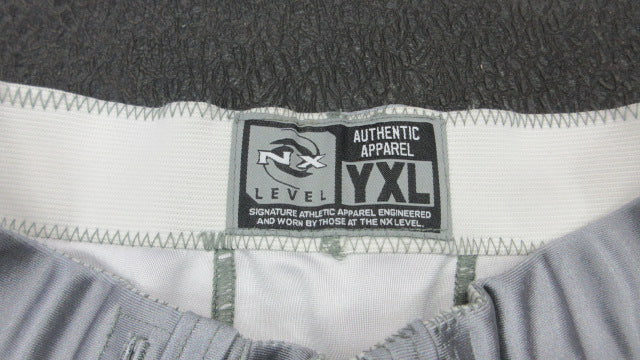 NX
LEVEL
AUTHENTIC
APPAREL
YXL
SIGNATURE ATHLETIC APPAREL ENGINEERED
AND WORN BY THOSE AT THE NX LEVEL.